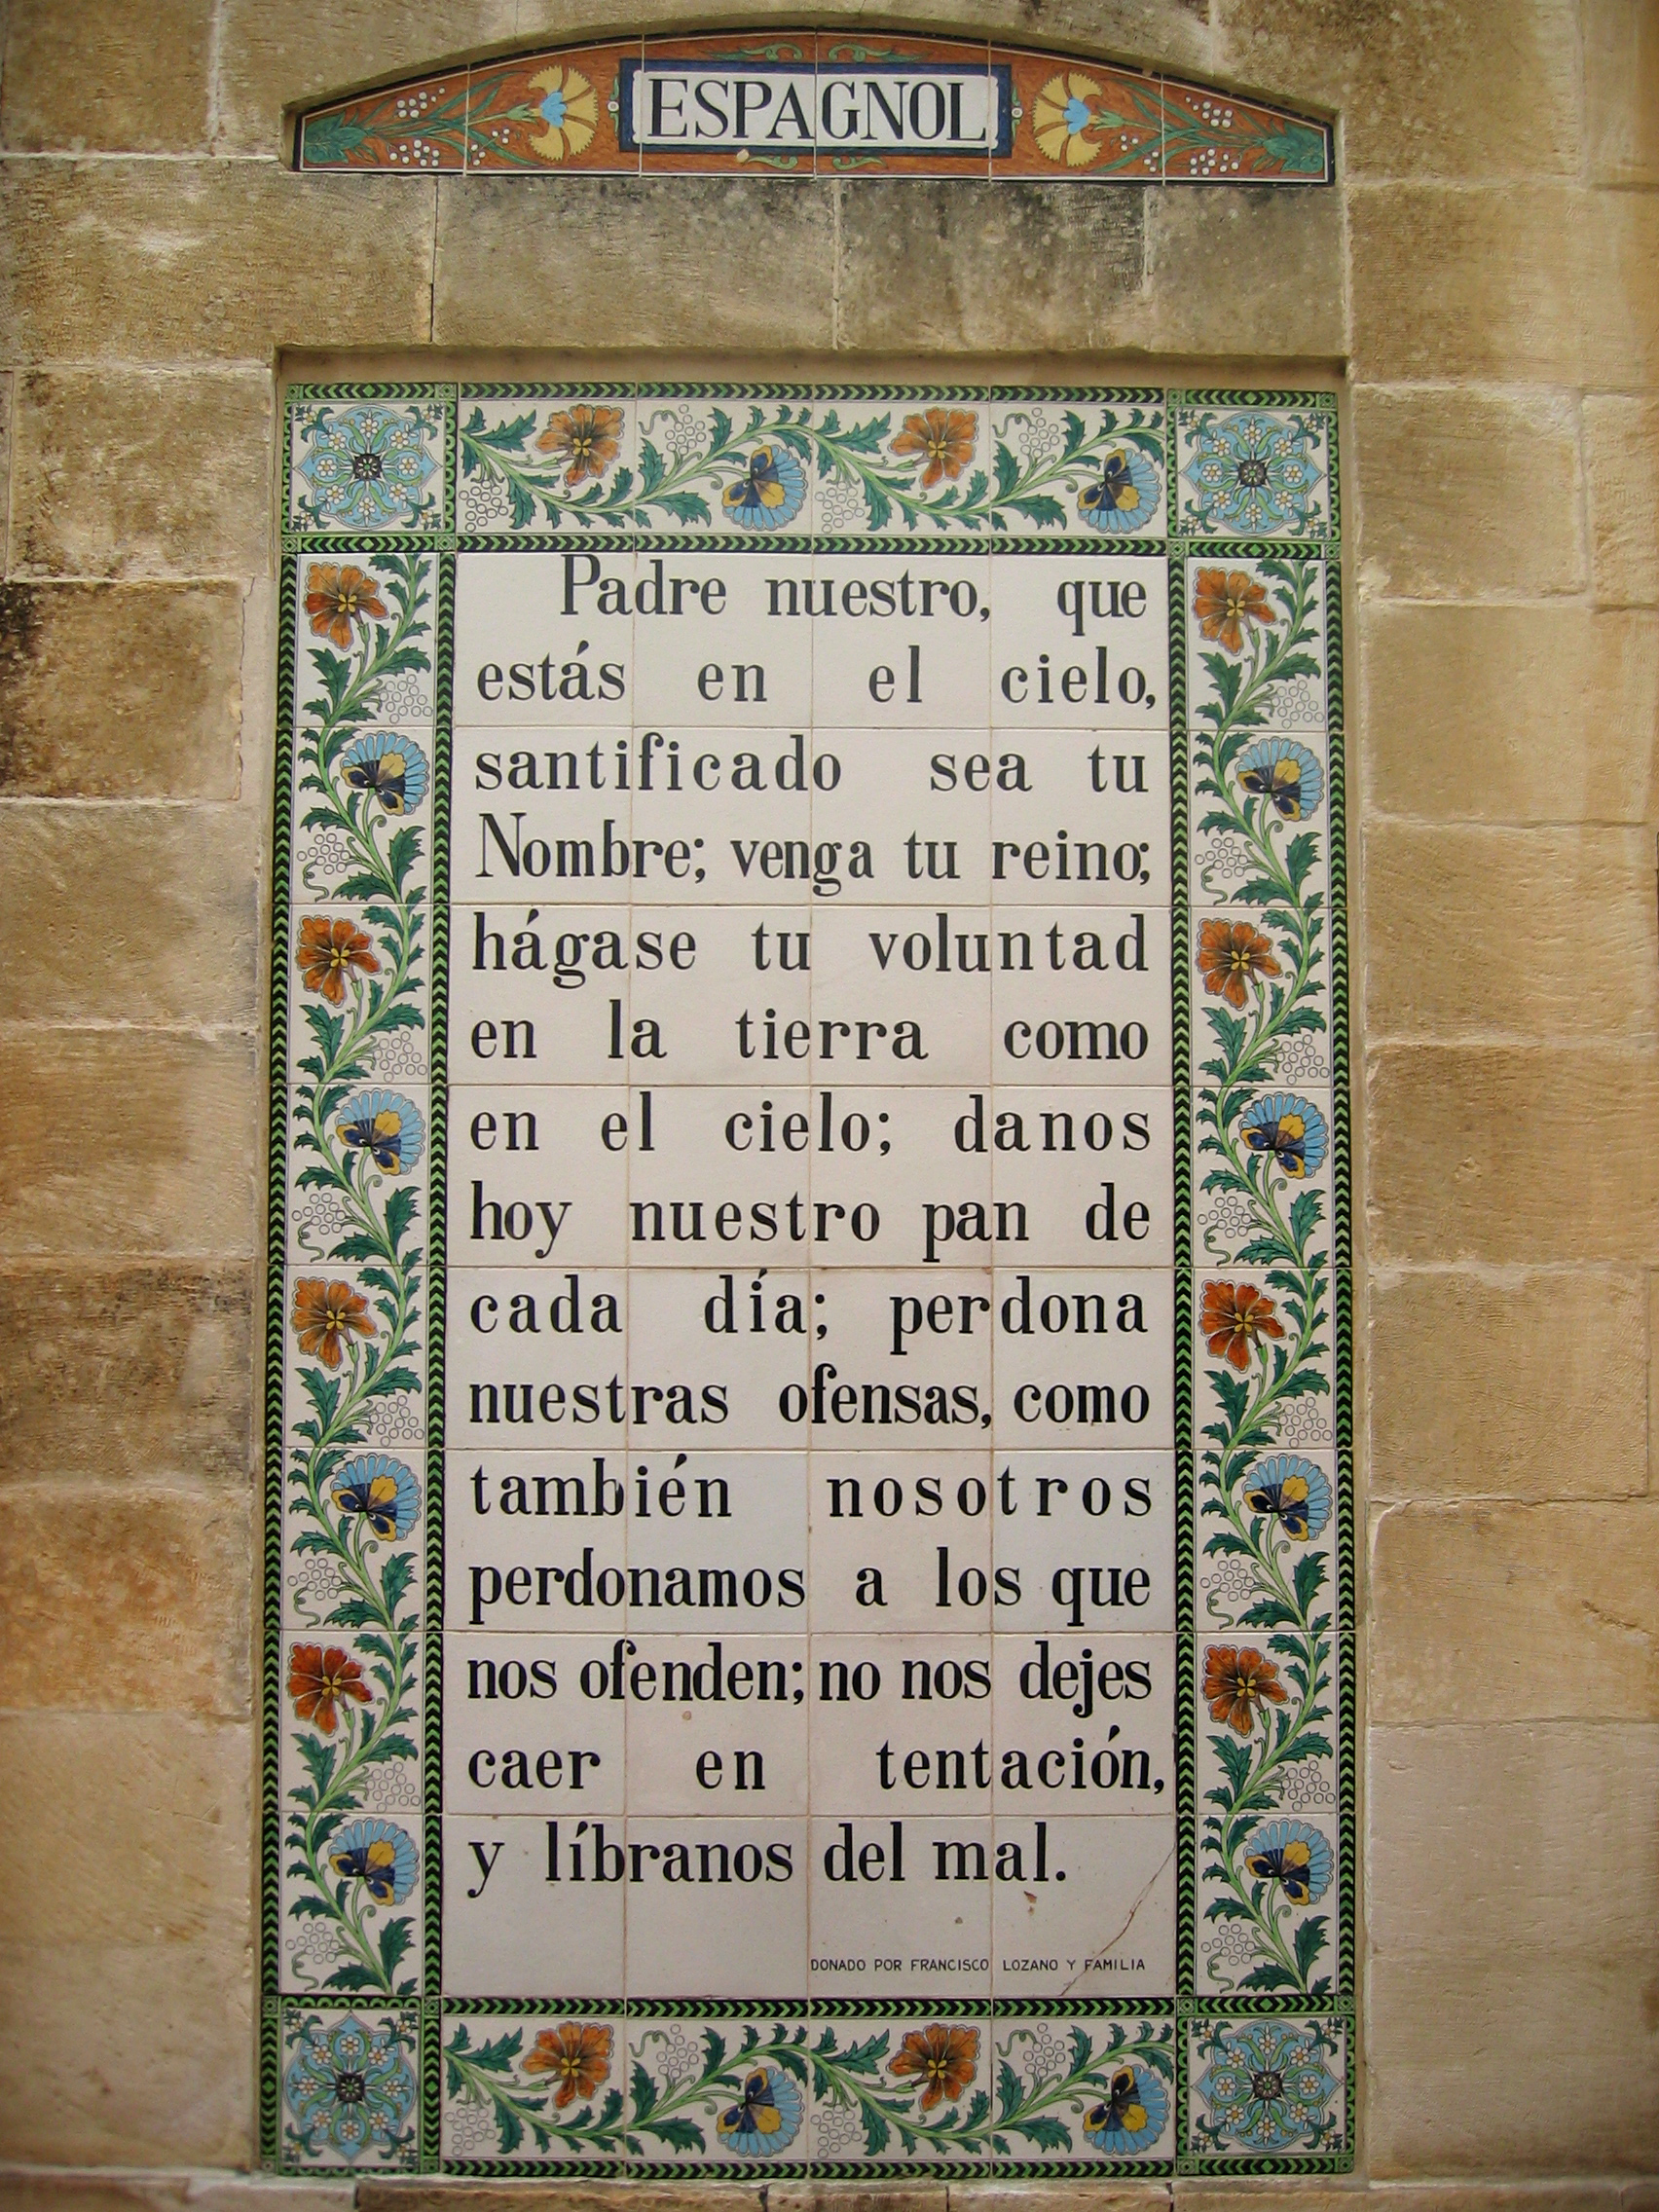 ESPAGNOL
Padre nuestro, que
estás en el cielo,
santificado sea tu
Nombre; venga tu reino;
hágase tu voluntad
en la tierra como
en el cielo; danos
hoy nuestro pan de
cada día; perdona
nuestras ofensas, como
también nosotros
perdonamos a los que
nos ofenden; no nos dejes
caer en tentación,
y líbranos del mal.
DONADO POR FRANCISCO LOZANO Y FAMILIA